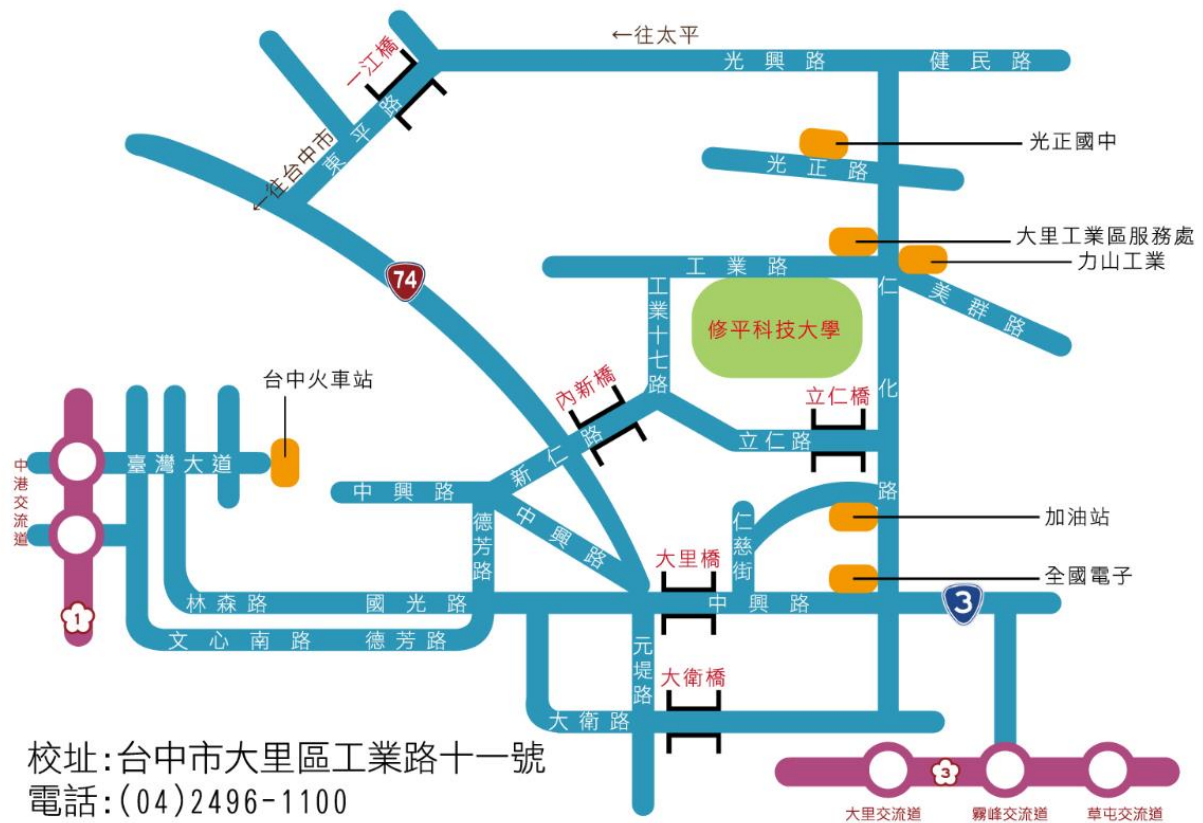 ←往太平
一江橋
光興路
健民路
東平路
←往台中市
光正國中
光正路
大里工業區服務處
力山工業
工業路
美群路
74
工業十七路
修平科技大學
仁化路
台中火車站
內新橋
立仁橋
立仁路
新仁路
臺灣大道
中港交流道
中興路
中興路
德芳路
仁慈街
加油站
大里橋
全國電子
1
林森路
國光路
中興路
3
文心南路
德芳路
元堤路
大衛橋
大衛路
校址:台中市大里區工業路十一號
電話:(04)2496-1100
3
大里交流道
霧峰交流道
草屯交流道